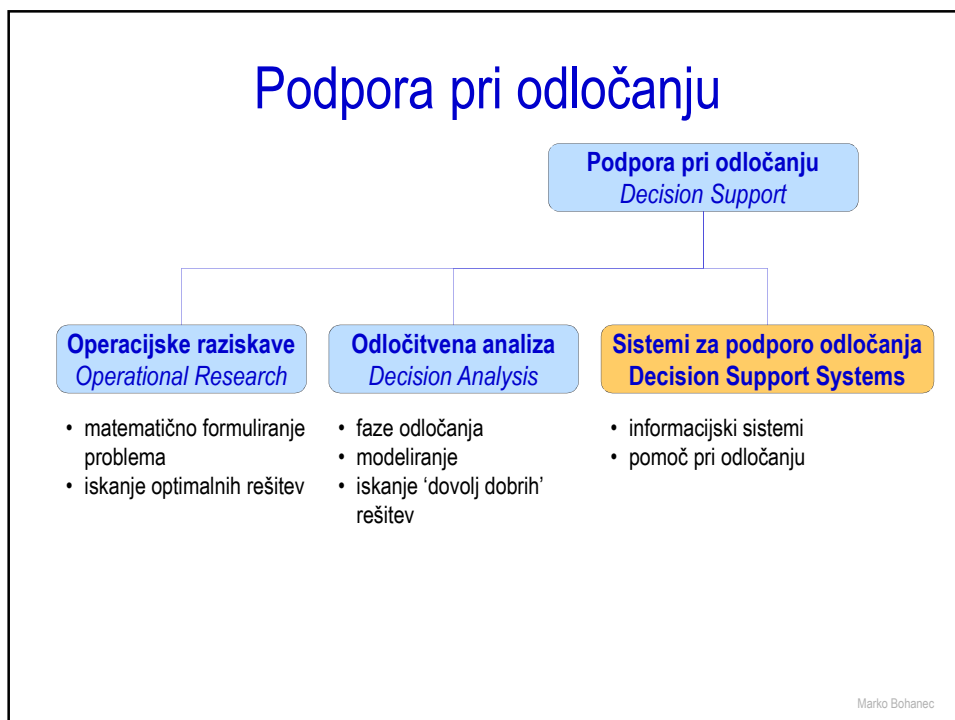 Podpora pri odločanju
Podpora pri odločanju
Decision Support
Operacijske raziskave
Operational Research
• matematično formuliranje
problema
• iskanje optimalnih rešitev
Odločitvena analiza
Decision Analysis
• faze odločanja
• modeliranje
• iskanje ‘dovolj dobrih’
rešitev
Sistemi za podporo odločanja
Decision Support Systems
• informacijski sistemi
• pomoč pri odločanju
Marko Bohanec